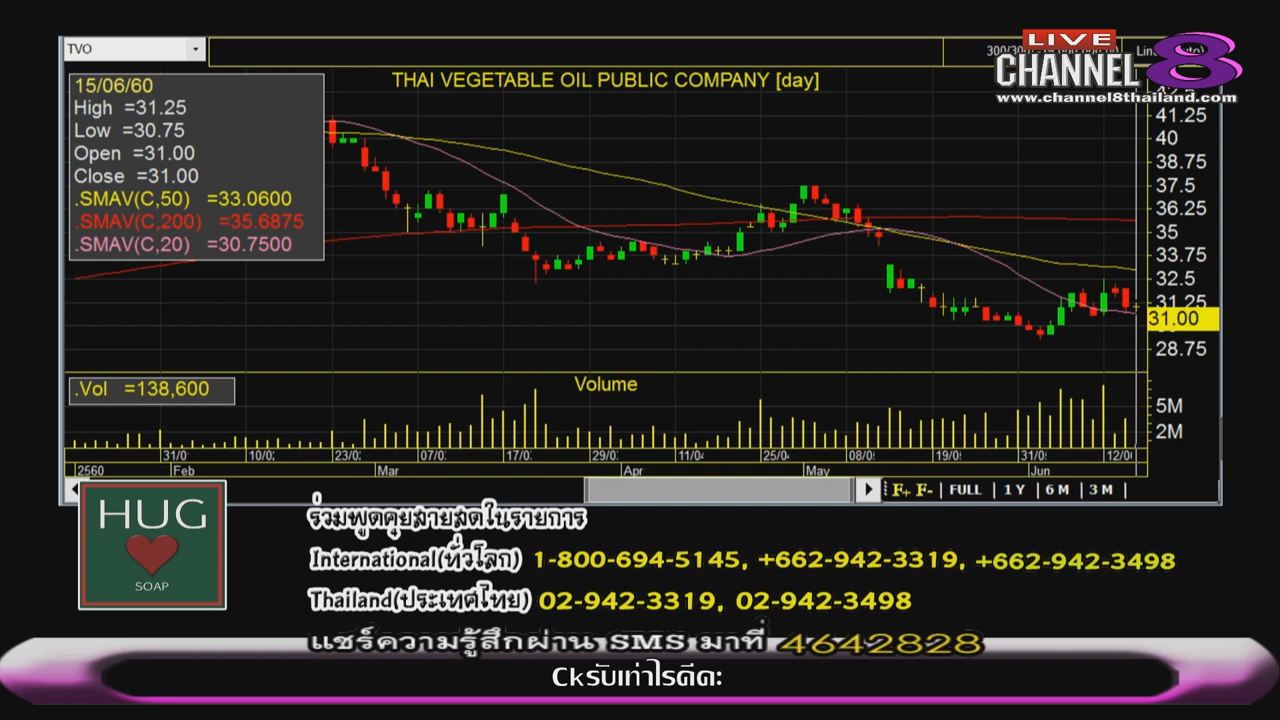 TVO
LIVE
CHANNEL 8
www.channel8thailand.com
THAI VEGETABLE OIL PUBLIC COMPANY [day]
15/06/60
High =31.25
Low =30.75
Open =31.00
Close =31.00
.SMAV(C,50) =33.0600
.SMAV(C,200) =35.6875
.SMAV(C,20) =30.7500
41.25
40
38.75
37.5
36.25
35
33.75
32.5
31.25
31.00
28.75
.Vol =138,600
Volume
5M
2M
31/0 10/0 23/0 07/0 17/0 29/0 11/0 25/0 08/0 19/0 31/0 12/0
2560 Feb Mar Apr May Jun
F+ F- | FULL | 1 Y | 6 M | 3 M |
HUG
SOAP
ร่วมพูดคุยสายสดในรายการ
International(ทั่วโลก) 1-800-694-5145, +662-942-3319, +662-942-3498
Thailand(ประเทศไทย) 02-942-3319, 02-942-3498
แชร์ความรู้สึกผ่าน SMS มาที่ 4642828
Ckรับเท่าไรดีค่ะ